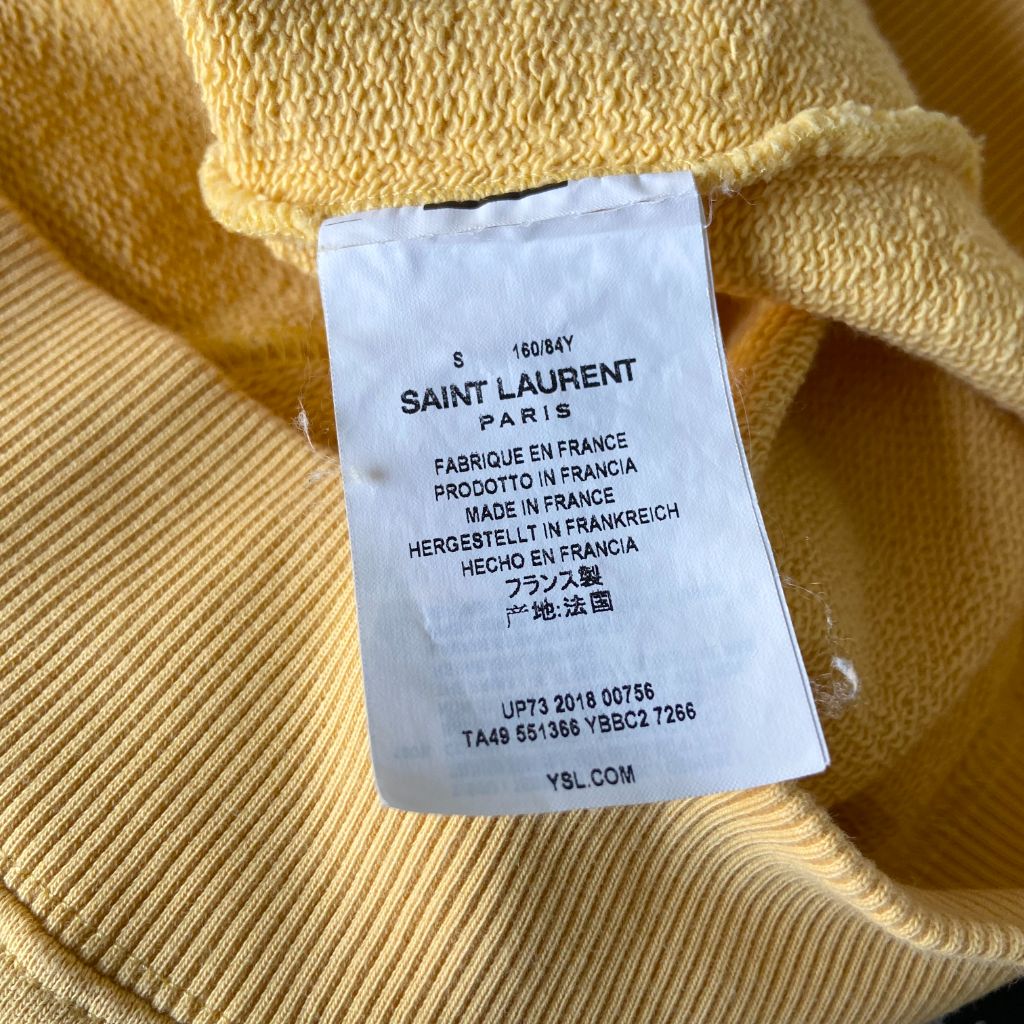 S 160/84Y
SAINT LAURENT
PARIS
FABRIQUE EN FRANCE
PRODOTTO IN FRANCIA
MADE IN FRANCE
HERGESTELLT IN FRANKREICH
HECHO EN FRANCIA
フランス製
产地:法国
UP73 2018 00756
TA49 551366 YBBC2 7266
YSL.COM